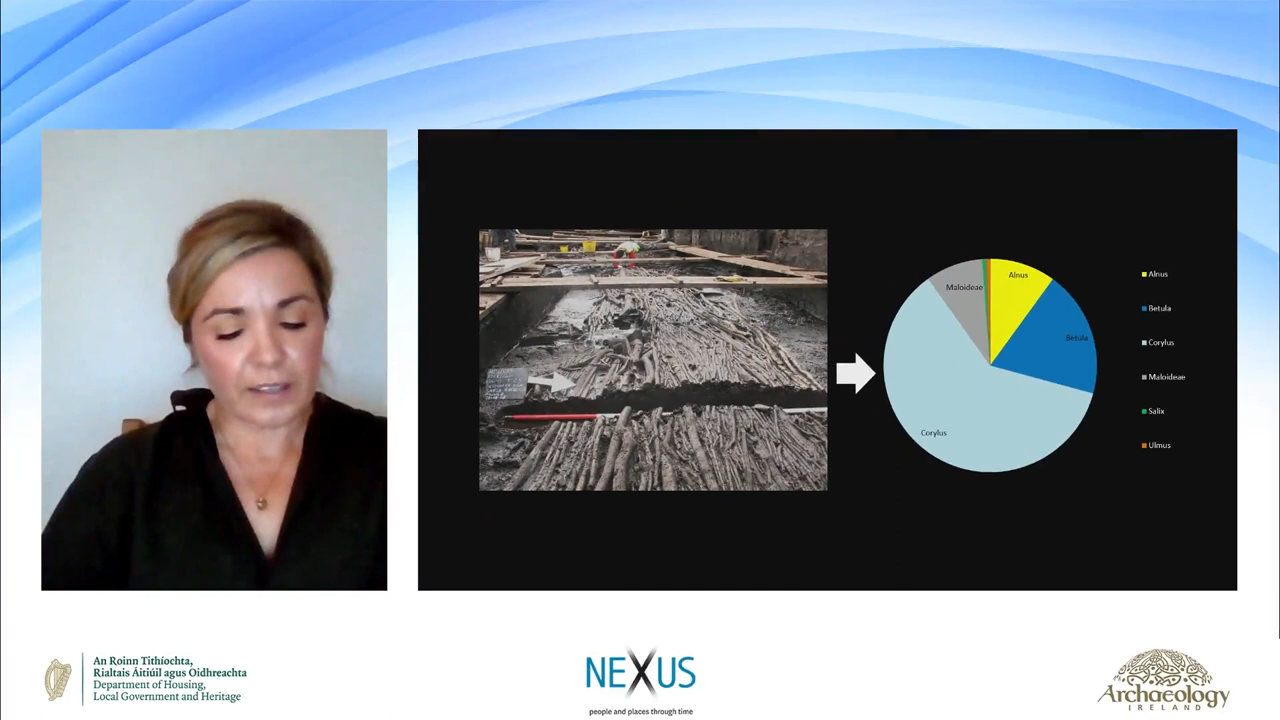 Alnus
Maloideae
Betula
Corylus
Alnus
Betula
Corylus
Maloideae
Salix
Ulmus
An Roinn Tithíochta,
Rialtais Áitiúil agus Oidhreachta
Department of Housing,
Local Government and Heritage
NEXUS
people and places through time
Archaeology
IRELAND